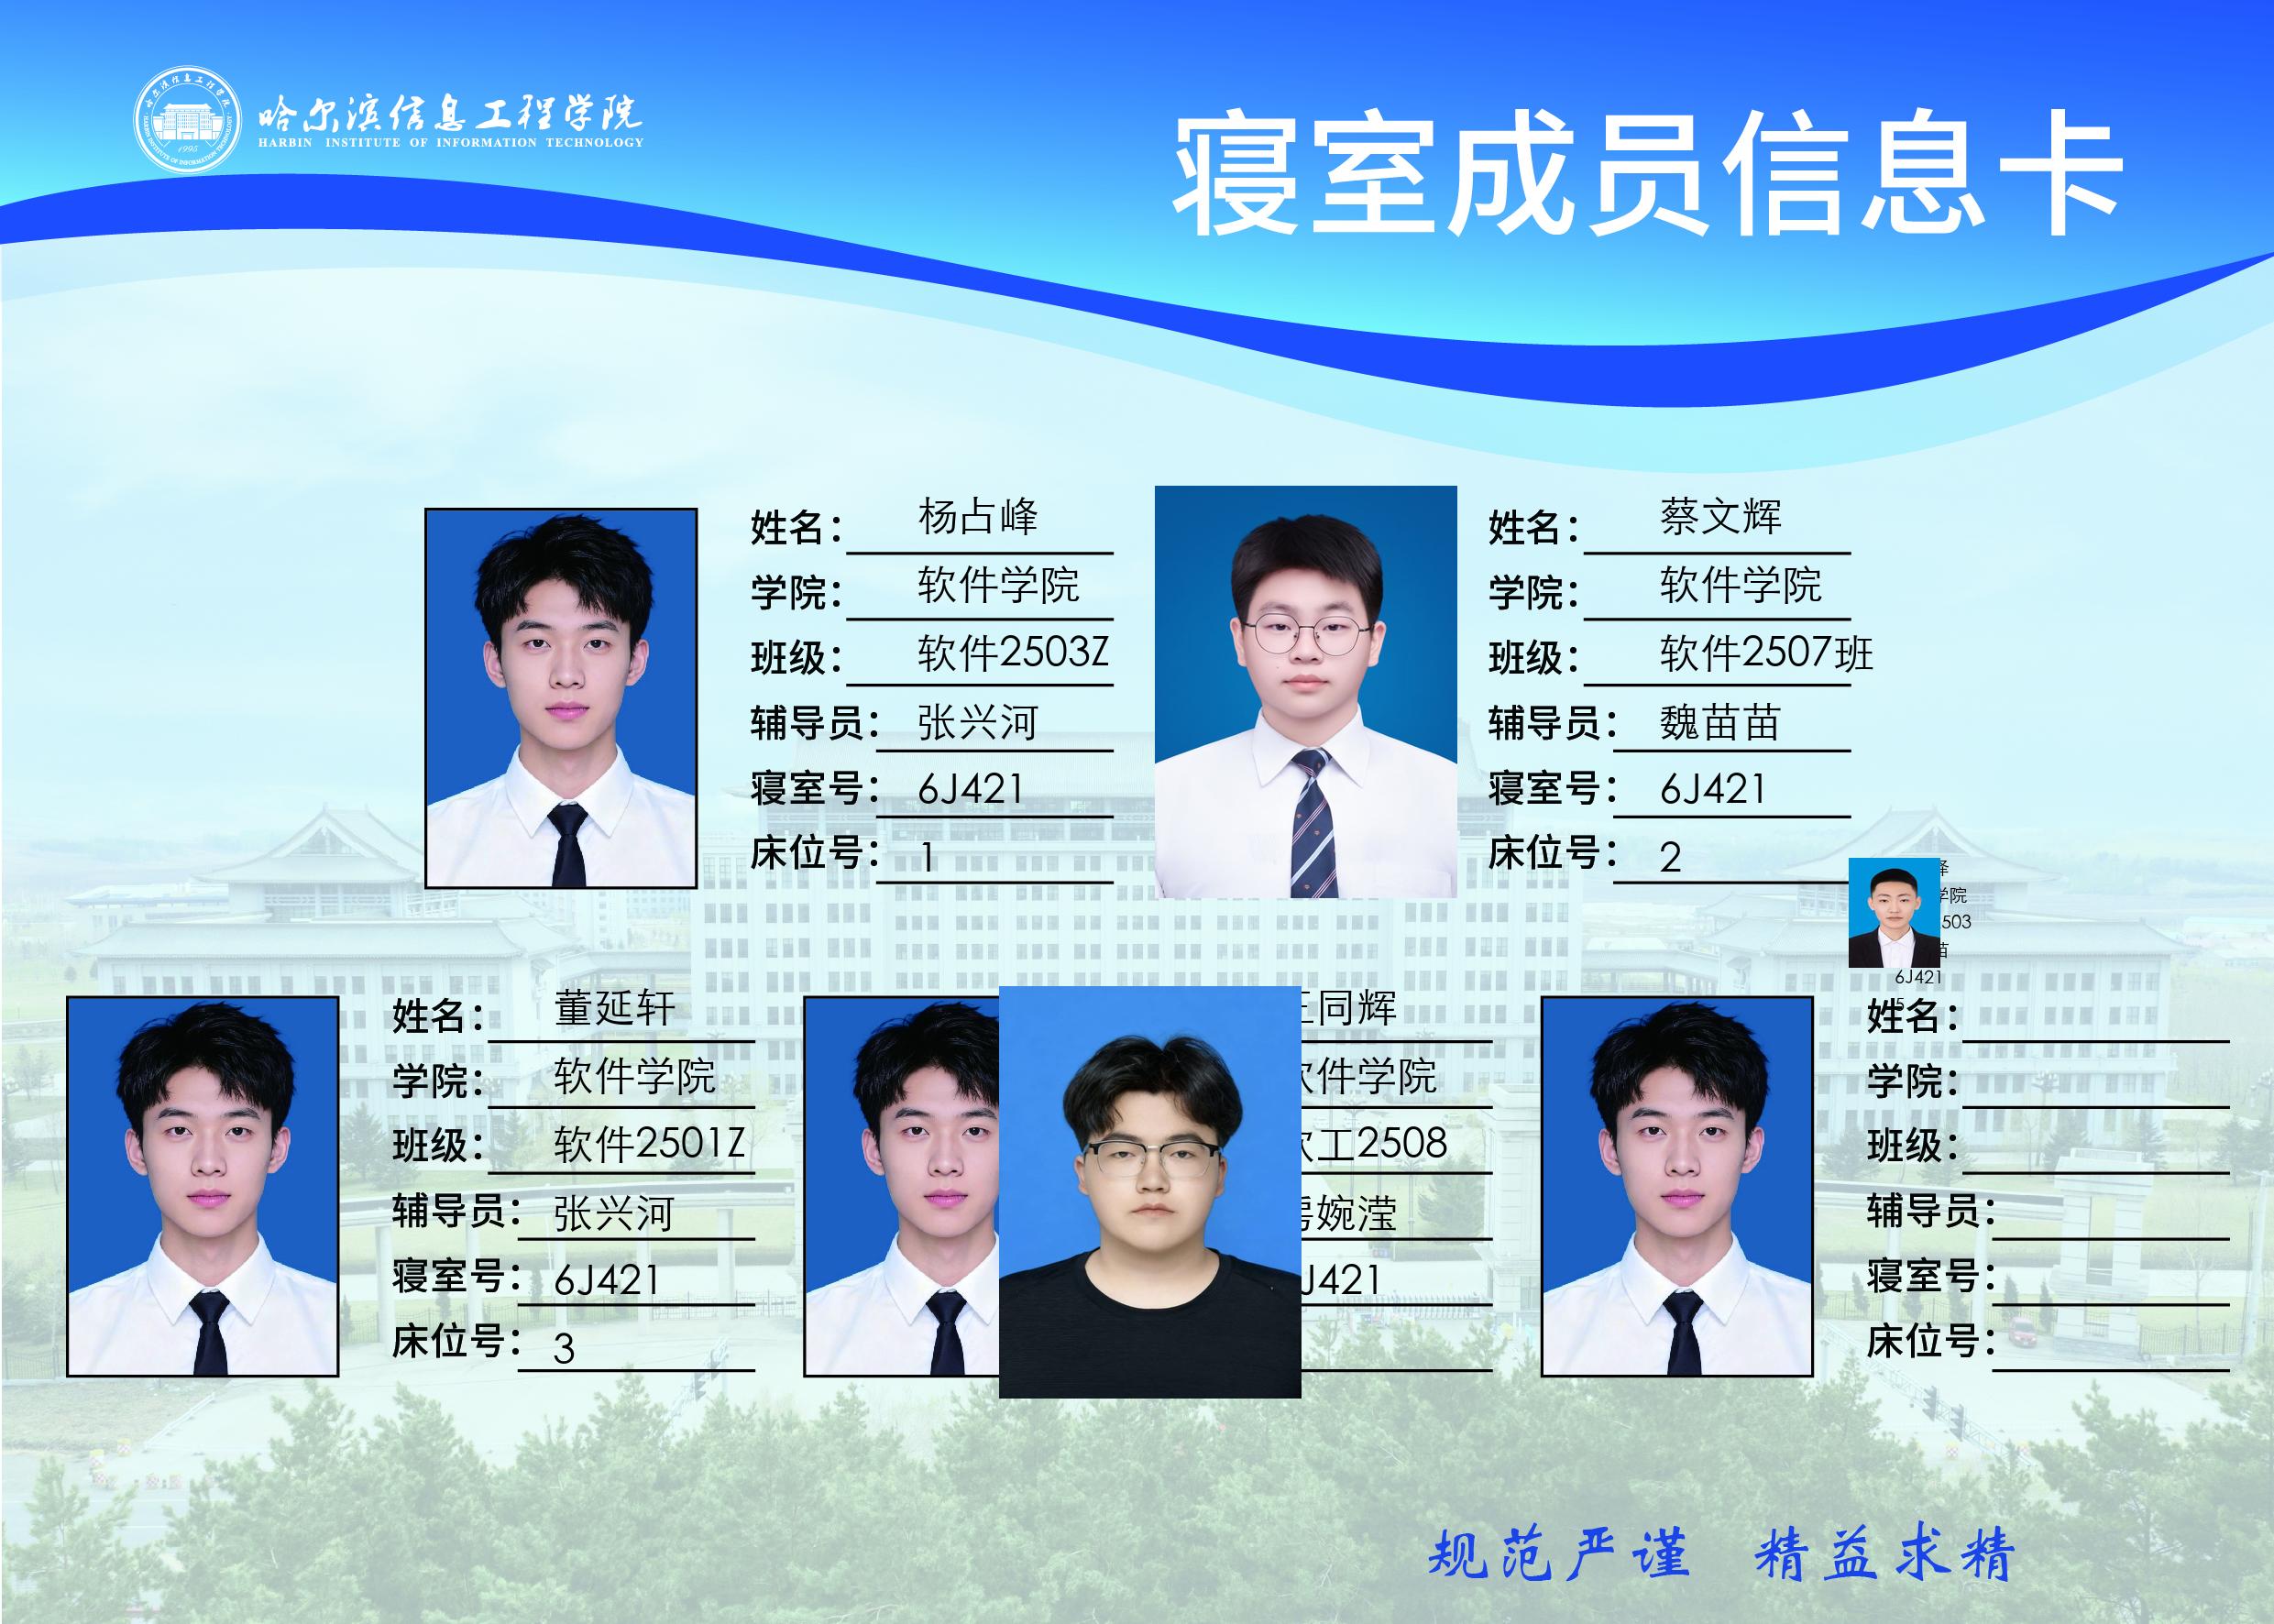 哈尔滨信息工程学院
HARBIN INSTITUTE OF INFORMATION TECHNOLOGY
1995
寝室成员信息卡
姓名： 杨占峰
学院： 软件学院
班级： 软件2503Z
辅导员： 张兴河
寝室号： 6J421
床位号： 1
姓名： 蔡文辉
学院： 软件学院
班级： 软件2507班
辅导员： 魏苗苗
寝室号： 6J421
床位号： 2
学院
503
苗
6J421
姓名： 董延轩
学院： 软件学院
班级： 软件2501Z
辅导员： 张兴河
寝室号： 6J421
床位号： 3
同辉
件学院
工2508
婉滢
J421
姓名：
学院：
班级：
辅导员：
寝室号：
床位号：
规范严谨 精益求精